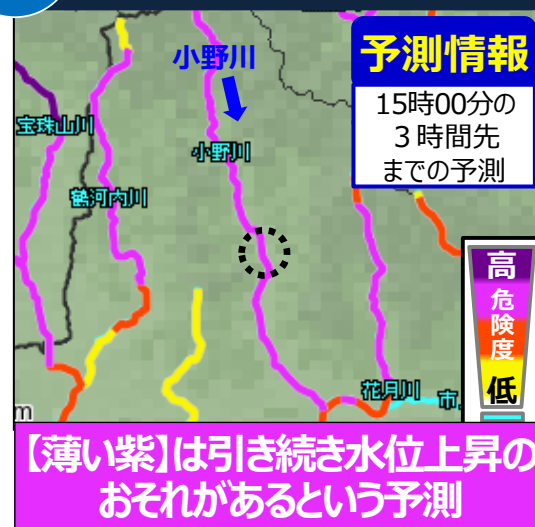 小野川
予測情報
15時00分の
３時間先
までの予測
宝珠山川
小野川
鶴河内川
高
危険度
低
花月川
市
m
【薄い紫】は引き続き水位上昇の
おそれがあるという予測